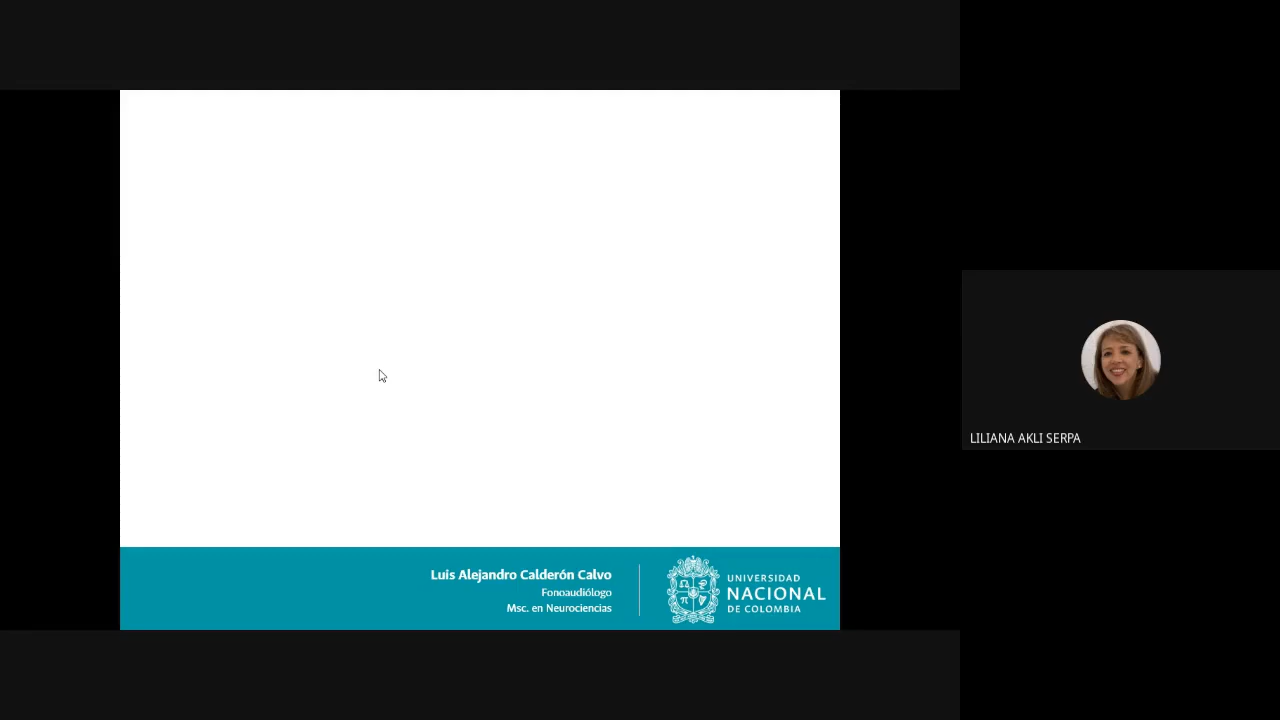 Luis Alejandro Calderón Calvo
Fonoaudiólogo
Msc. en Neurociencias
UNIVERSIDAD
NACIONAL
DE COLOMBIA
LILIANA AKLI SERPA